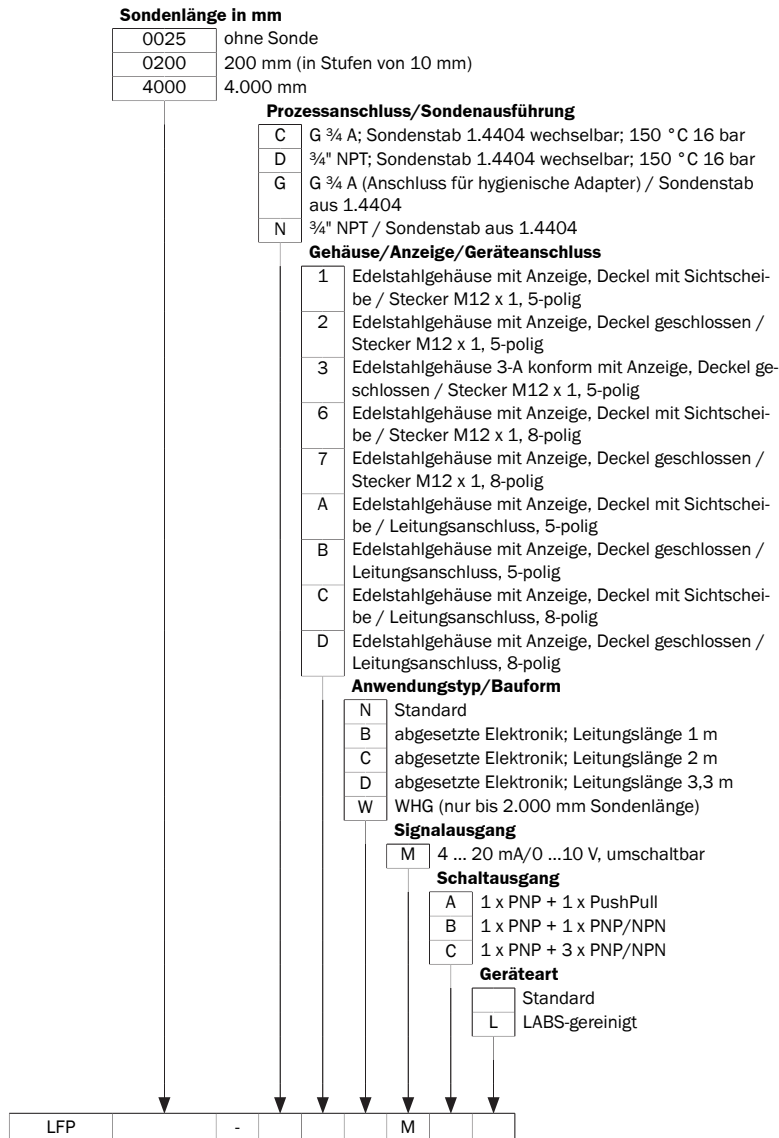 Sondenlänge in mm
0025 ohne Sonde
0200 200 mm (in Stufen von 10 mm)
4000 4.000 mm
Prozessanschluss/Sondenausführung
C G ¾ A; Sondenstab 1.4404 wechselbar; 150 °C 16 bar
D ¾" NPT; Sondenstab 1.4404 wechselbar; 150 °C 16 bar
G G ¾ A (Anschluss für hygienische Adapter) / Sondenstab
aus 1.4404
N ¾" NPT / Sondenstab aus 1.4404
Gehäuse/Anzeige/Geräteanschluss
1 Edelstahlgehäuse mit Anzeige, Deckel mit Sichtschei-
be / Stecker M12 x 1, 5-polig
2 Edelstahlgehäuse mit Anzeige, Deckel geschlossen /
Stecker M12 x 1, 5-polig
3 Edelstahlgehäuse 3-A konform mit Anzeige, Deckel ge-
schlossen / Stecker M12 x 1, 5-polig
6 Edelstahlgehäuse mit Anzeige, Deckel mit Sichtschei-
be / Stecker M12 x 1, 8-polig
7 Edelstahlgehäuse mit Anzeige, Deckel geschlossen /
Stecker M12 x 1, 8-polig
A Edelstahlgehäuse mit Anzeige, Deckel mit Sichtschei-
be / Leitungsanschluss, 5-polig
B Edelstahlgehäuse mit Anzeige, Deckel geschlossen /
Leitungsanschluss, 5-polig
C Edelstahlgehäuse mit Anzeige, Deckel mit Sichtschei-
be / Leitungsanschluss, 8-polig
D Edelstahlgehäuse mit Anzeige, Deckel geschlossen /
Leitungsanschluss, 8-polig
Anwendungstyp/Bauform
N Standard
B abgesetzte Elektronik; Leitungslänge 1 m
C abgesetzte Elektronik; Leitungslänge 2 m
D abgesetzte Elektronik; Leitungslänge 3,3 m
W WHG (nur bis 2.000 mm Sondenlänge)
Signalausgang
M 4 ... 20 mA/0 ...10 V, umschaltbar
Schaltausgang
A 1 x PNP + 1 x PushPull
B 1 x PNP + 1 x PNP/NPN
C 1 x PNP + 3 x PNP/NPN
Geräteart
Standard
L LABS-gereinigt
LFP - M